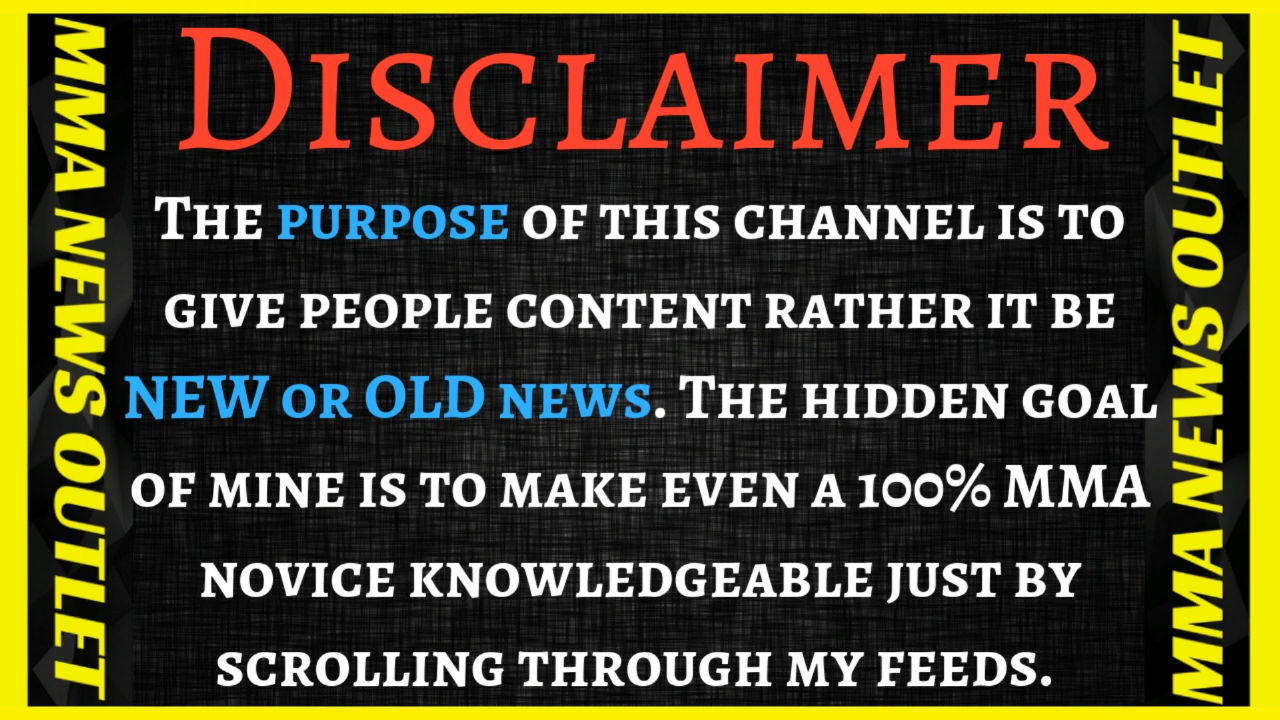 Disclaimer
The purpose of this channel is to
give people content rather it be
NEW or OLD news. The hidden goal
of mine is to make even a 100% MMA
novice knowledgeable just by
scrolling through my feeds.
MMA NEWS OUTLET
MMA NEWS OUTLET